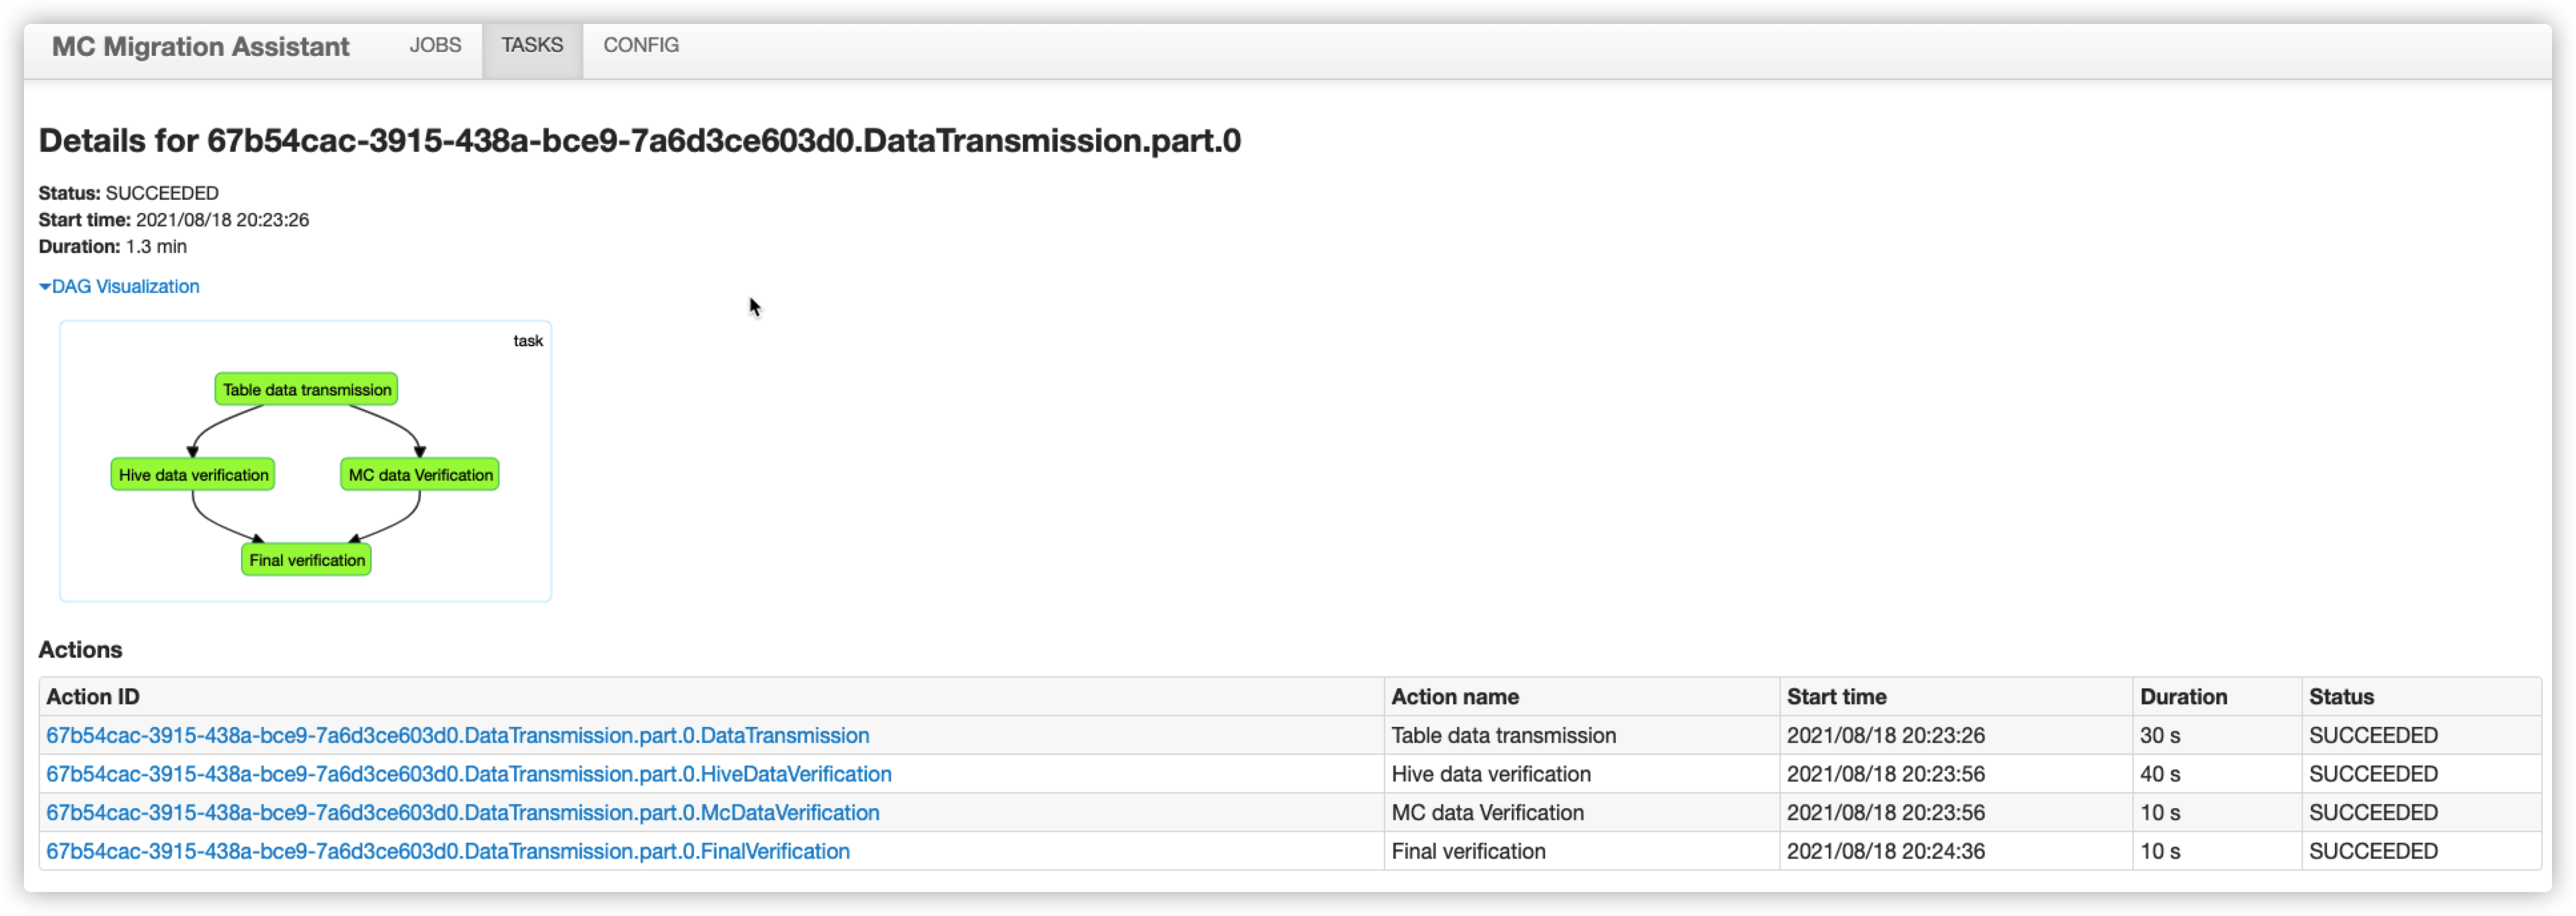 MC Migration Assistant JOBS TASKS CONFIG
Details for 67b54cac-3915-438a-bce9-7a6d3ce603d0.DataTransmission.part.0
Status: SUCCEEDED
Start time: 2021/08/18 20:23:26
Duration: 1.3 min
DAG Visualization
task
Table data transmission
Hive data verification MC data Verification
Final verification
Actions
Action ID Action name Start time Duration Status
67b54cac-3915-438a-bce9-7a6d3ce603d0.DataTransmission.part.0.DataTransmission Table data transmission 2021/08/18 20:23:26 30 s SUCCEEDED
67b54cac-3915-438a-bce9-7a6d3ce603d0.DataTransmission.part.0.HiveDataVerification Hive data verification 2021/08/18 20:23:56 40 s SUCCEEDED
67b54cac-3915-438a-bce9-7a6d3ce603d0.DataTransmission.part.0.McDataVerification MC data Verification 2021/08/18 20:23:56 10 s SUCCEEDED
67b54cac-3915-438a-bce9-7a6d3ce603d0.DataTransmission.part.0.FinalVerification Final verification 2021/08/18 20:24:36 10 s SUCCEEDED